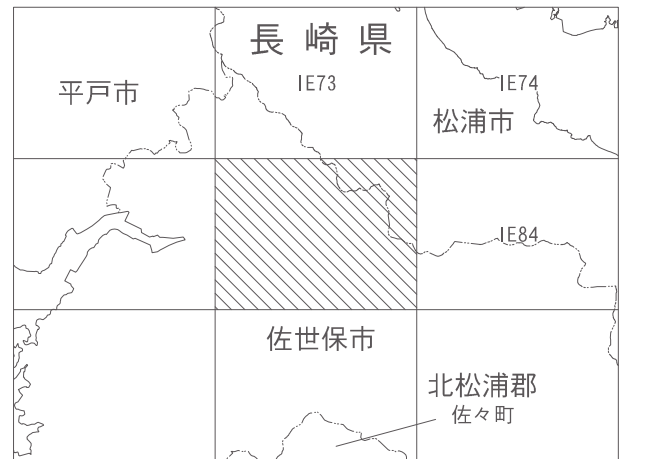 長崎県
IE73
IE74
平戸市
松浦市
IE84
佐世保市
北松浦郡
佐々町